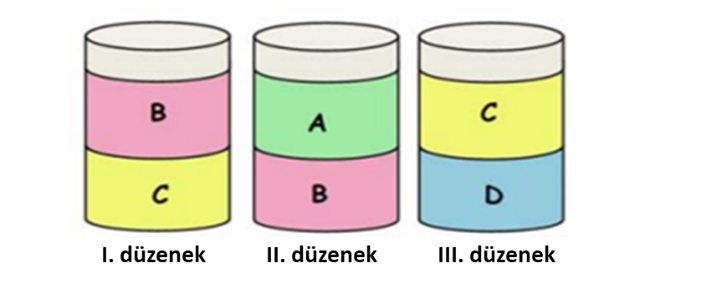 B
C
I. düzenek
A
B
II. düzenek
C
D
III. düzenek